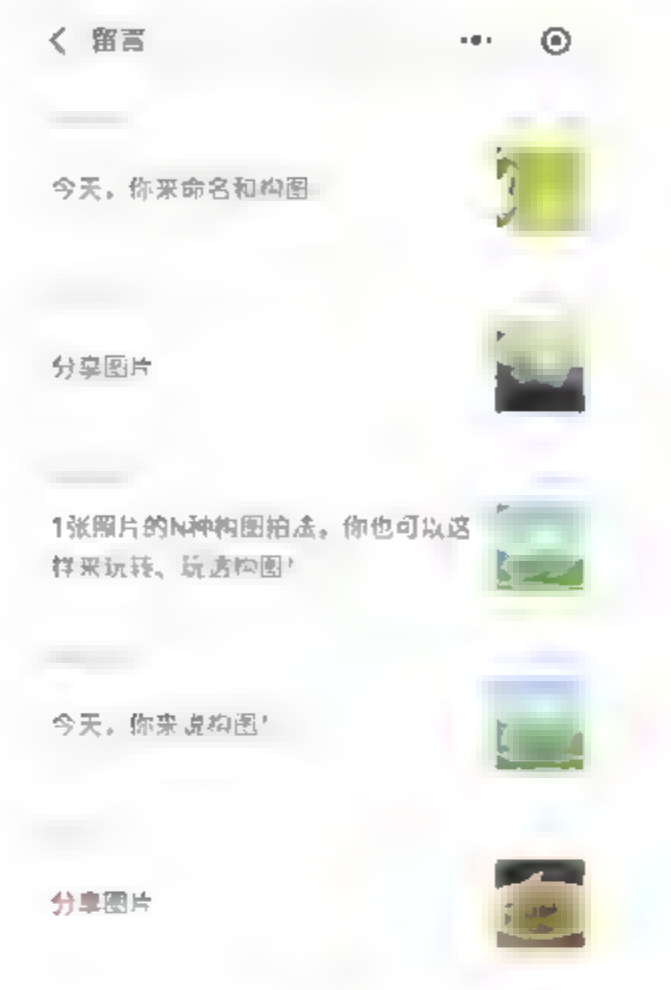 留言
今天,你来命名和构图
分享图片
1张照片的N种构图拍法,你也可以这
样来玩转、玩透构图!
今天,你来说构图!
分享图片